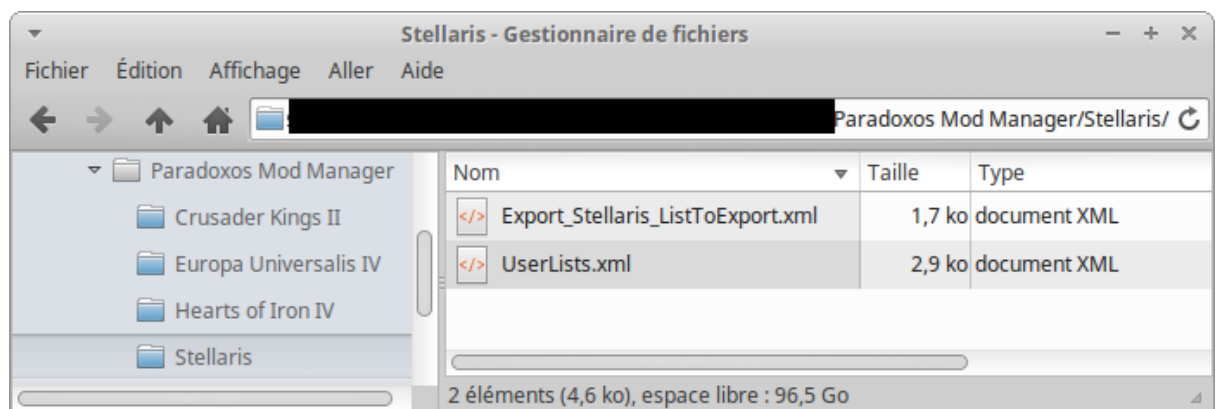 Stellaris - Gestionnaire de fichiers
Fichier Édition Affichage Aller Aide
Paradoxos Mod Manager/Stellaris/
Paradoxos Mod Manager
Crusader Kings II
Europa Universalis IV
Hearts of Iron IV
Stellaris
Nom Taille Type
</> Export_Stellaris_ListToExport.xml 1,7 ko document XML
</> UserLists.xml 2,9 ko document XML
2 éléments (4,6 ko), espace libre : 96,5 Go